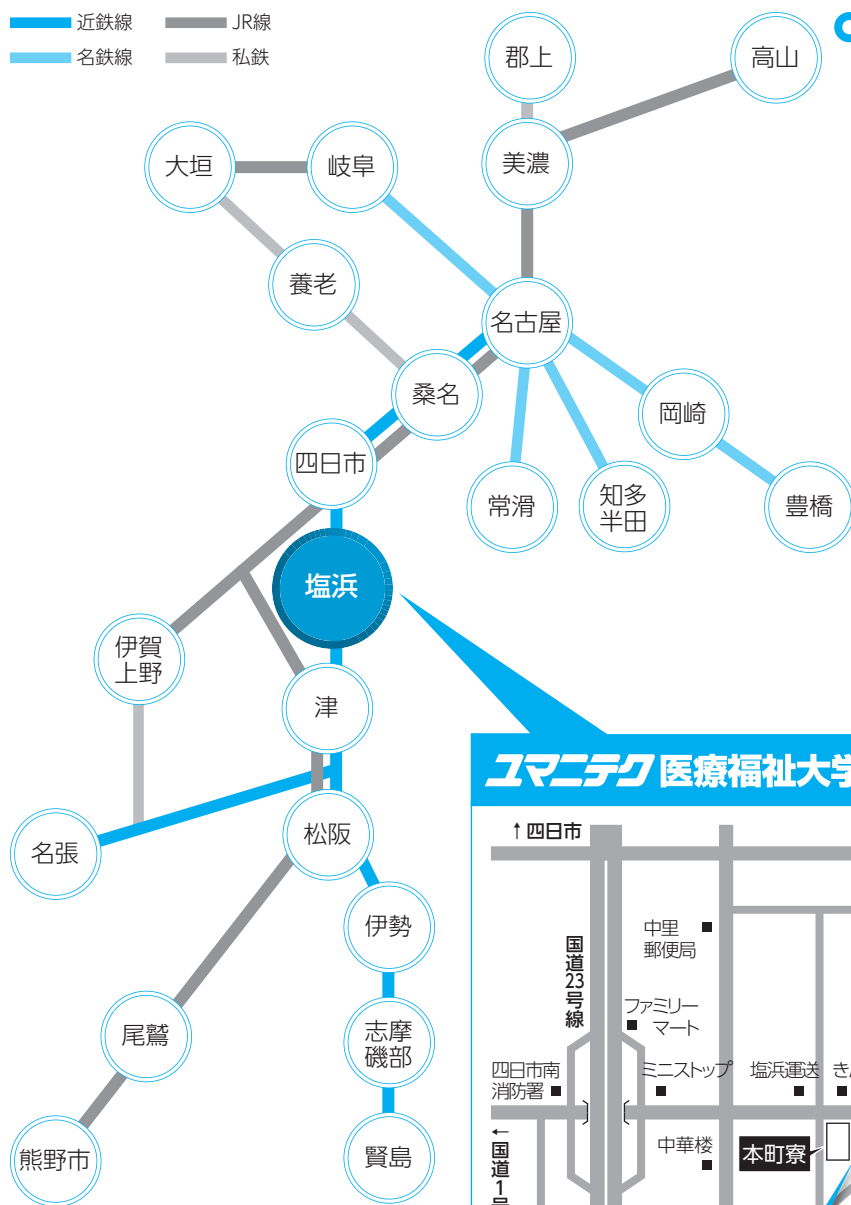 近鉄線
JR線
名鉄線
私鉄
郡上
高山
大垣
岐阜
美濃
養老
名古屋
桑名
岡崎
四日市
常滑
知多
半田
豊橋
塩浜
伊賀
上野
津
名張
松阪
伊勢
尾鷲
志摩
磯部
熊野市
賢島
ユマニテク 医療福祉大学
↑四日市
国道23号線
中里
郵便局
ファミリー
マート
四日市南
消防署
ミニストップ
塩浜運送
中華楼
本町寮
←国道1号